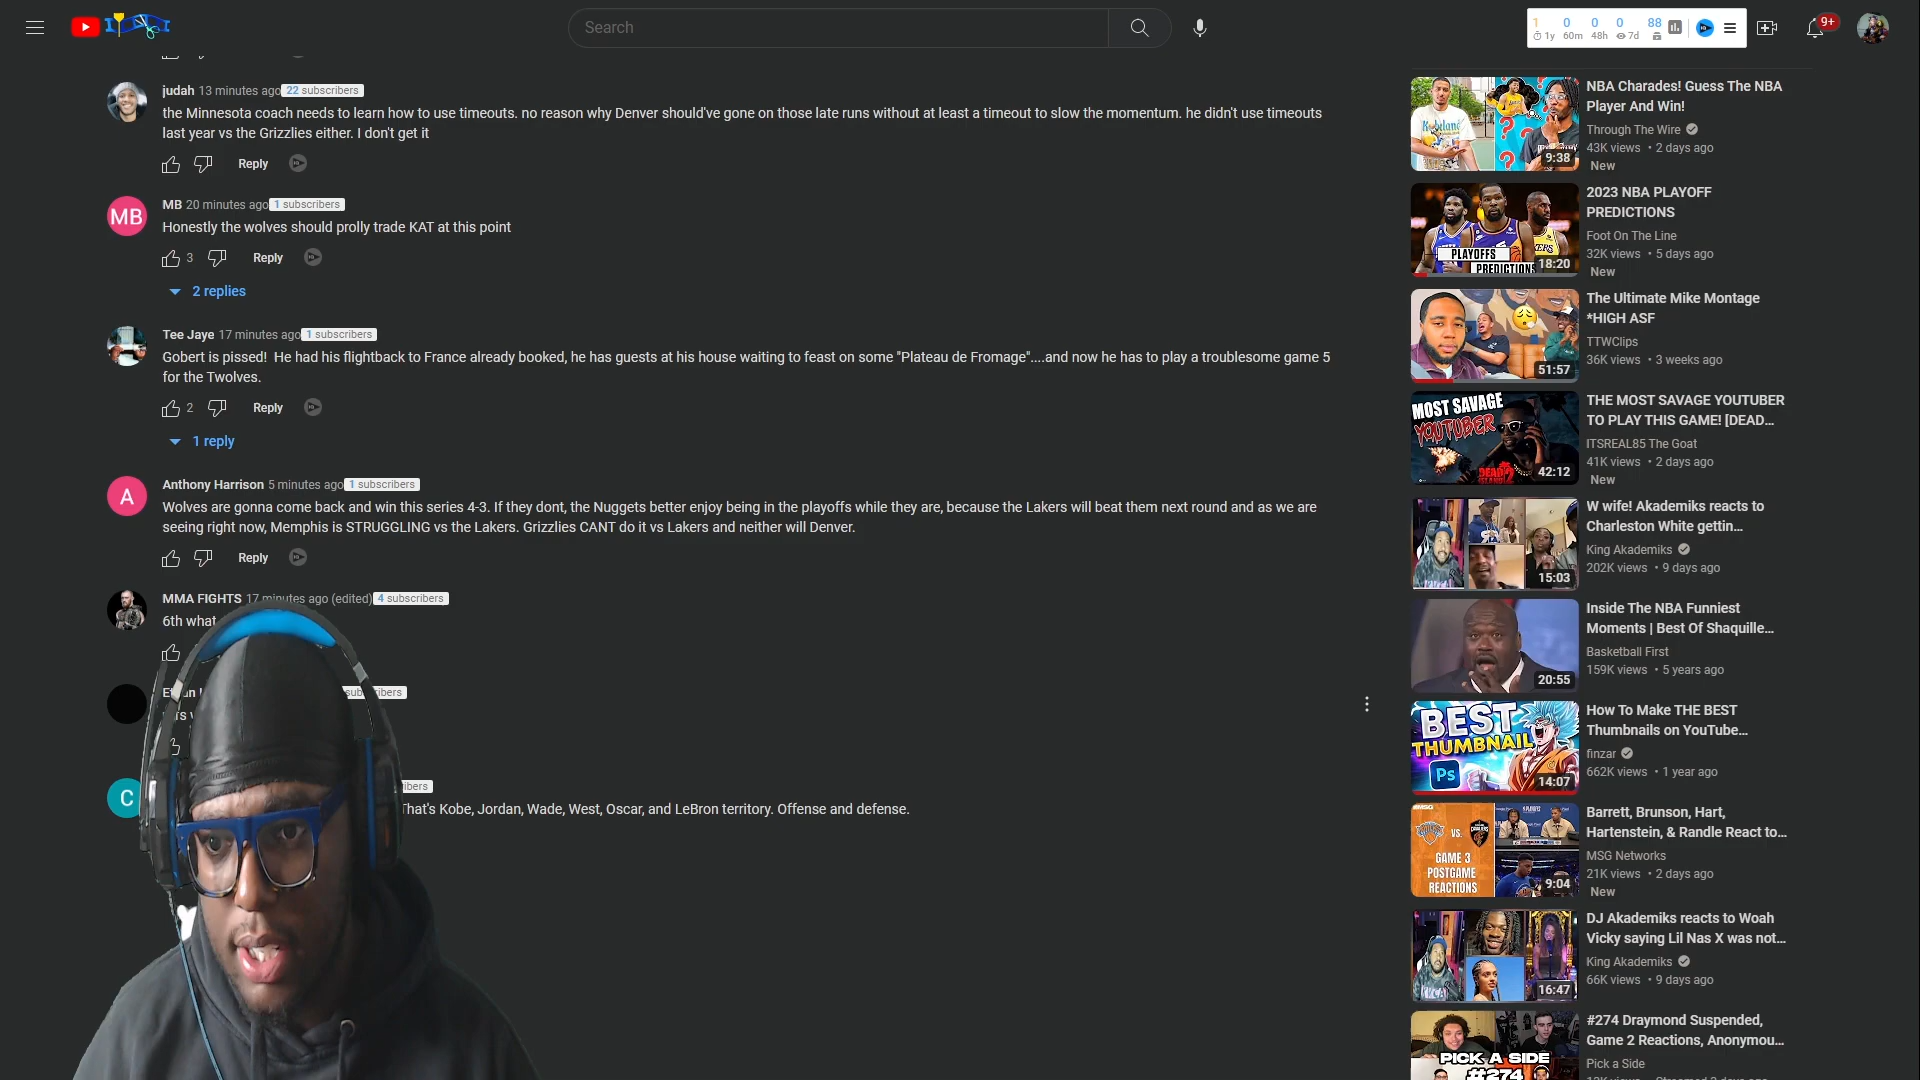 Search
1 0 0 0 88
1y 60m 48h 7d
9+
judah 13 minutes ago 22 subscribers
the Minnesota coach needs to learn how to use timeouts. no reason why Denver should've gone on those late runs without at least a timeout to slow the momentum. he didn't use timeouts
last year vs the Grizzlies either. I don't get it
Reply
MB
MB 20 minutes ago 1 subscribers
Honestly the wolves should prolly trade KAT at this point
3 Reply
2 replies
Tee Jaye 17 minutes ago 1 subscribers
Gobert is pissed! He had his flightback to France already booked, he has guests at his house waiting to feast on some "Plateau de Fromage"....and now he has to play a troublesome game 5
for the Twolves.
2 Reply
1 reply
A
Anthony Harrison 5 minutes ago 1 subscribers
Wolves are gonna come back and win this series 4-3. If they dont, the Nuggets better enjoy being in the playoffs while they are, because the Lakers will beat them next round and as we are
seeing right now, Memphis is STRUGGLING vs the Lakers. Grizzlies CANT do it vs Lakers and neither will Denver.
Reply
MMA FIGHTS 17 minutes ago (edited) 4 subscribers
6th what
C
That's Kobe, Jordan, Wade, West, Oscar, and LeBron territory. Offense and defense.
9:38
NBA Charades! Guess The NBA
Player And Win!
Through The Wire
43K views • 2 days ago
New
PLAYOFFS
PREDICTIONS
18:20
2023 NBA PLAYOFF
PREDICTIONS
Foot On The Line
32K views • 5 days ago
New
51:57
The Ultimate Mike Montage
*HIGH ASF
TTWClips
36K views • 3 weeks ago
MOST SAVAGE
YOUTUBER
DEAD
42:12
THE MOST SAVAGE YOUTUBER
TO PLAY THIS GAME! [DEAD…
ITSREAL85 The Goat
41K views • 2 days ago
New
15:03
W wife! Akademiks reacts to
Charleston White gettin…
King Akademiks
202K views • 9 days ago
20:55
Inside The NBA Funniest
Moments | Best Of Shaquille…
Basketball First
159K views • 5 years ago
BEST
THUMBNAIL
Ps
14:07
How To Make THE BEST
Thumbnails on YouTube…
finzar
662K views • 1 year ago
VS.
GAME 3
POSTGAME
REACTIONS
9:04
Barrett, Brunson, Hart,
Hartenstein, & Randle React to…
MSG Networks
21K views • 2 days ago
New
16:47
DJ Akademiks reacts to Woah
Vicky saying Lil Nas X was not…
King Akademiks
66K views • 9 days ago
PICK A SIDE
#274
#274 Draymond Suspended,
Game 2 Reactions, Anonymou…
Pick a Side